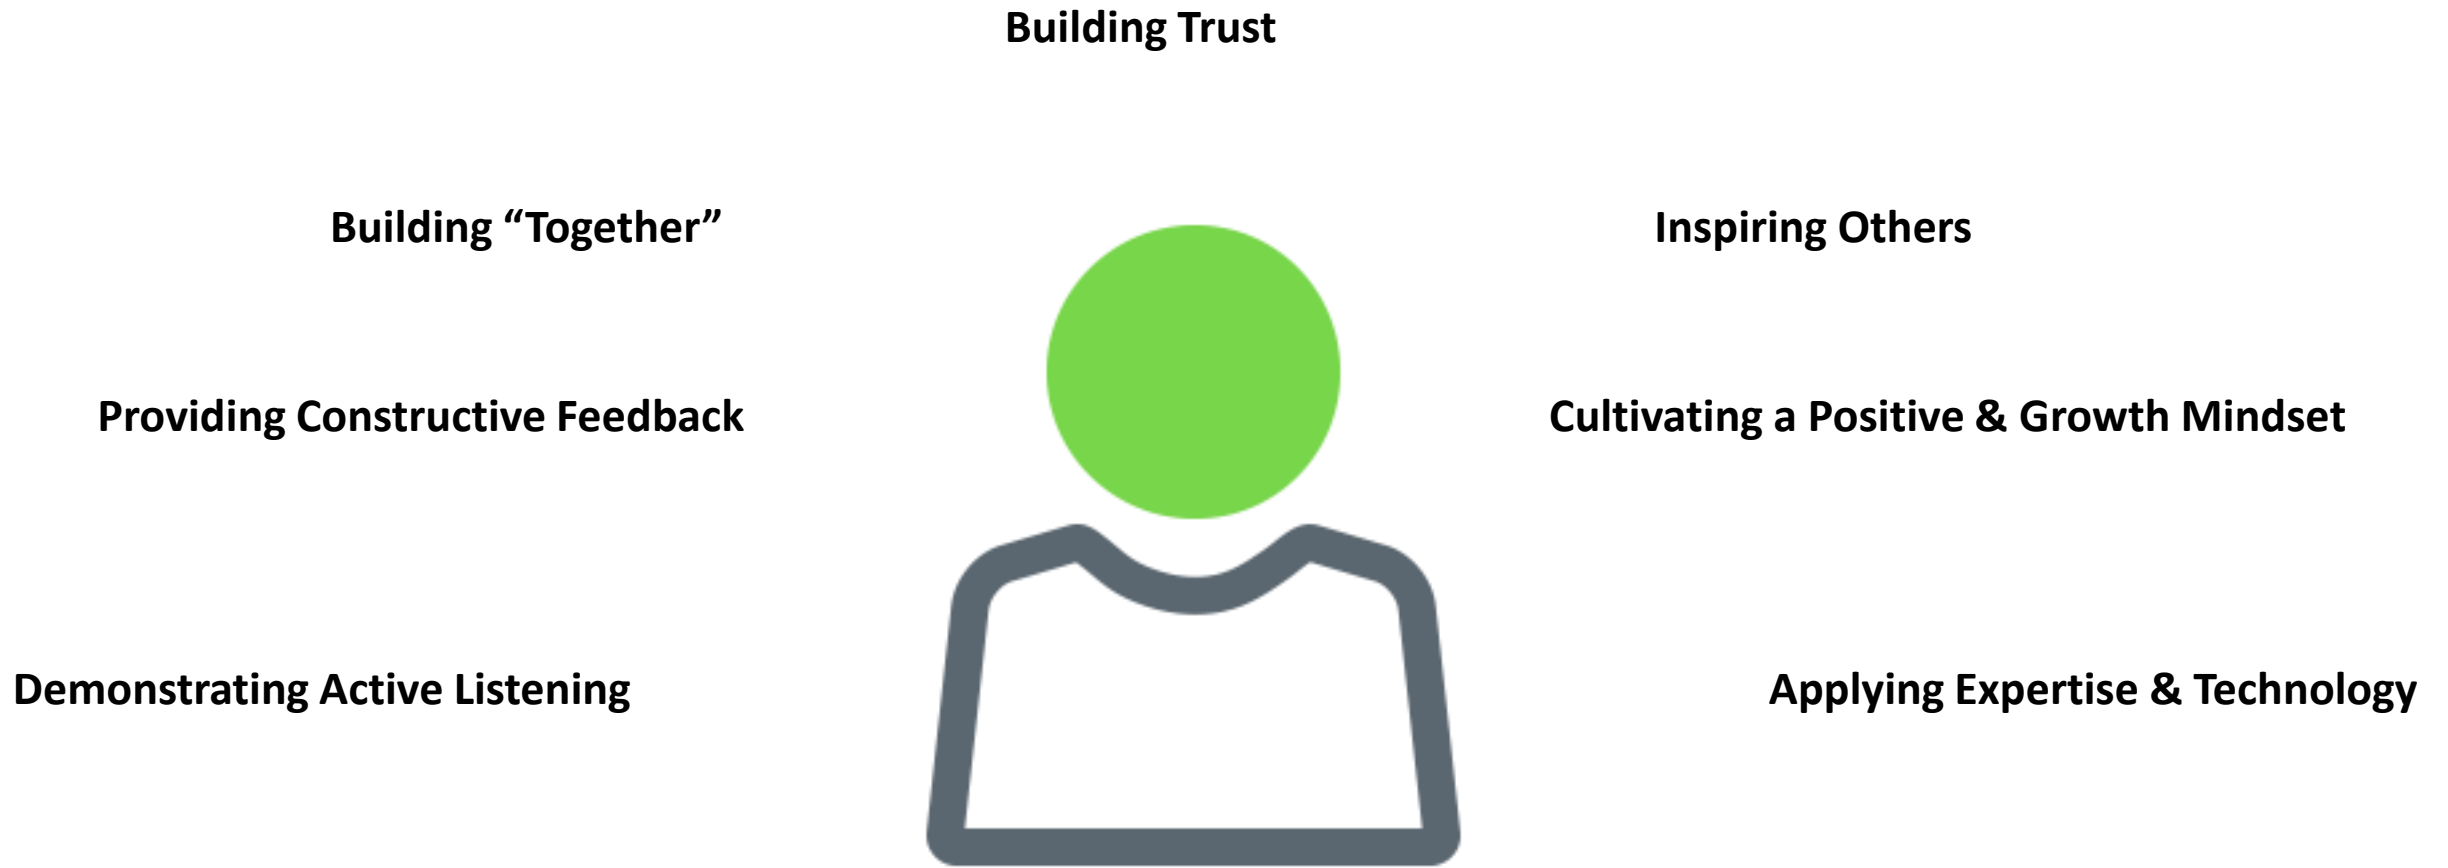 Building Trust
Building “Together”
Inspiring Others
Providing Constructive Feedback
Cultivating a Positive & Growth Mindset
Demonstrating Active Listening
Applying Expertise & Technology